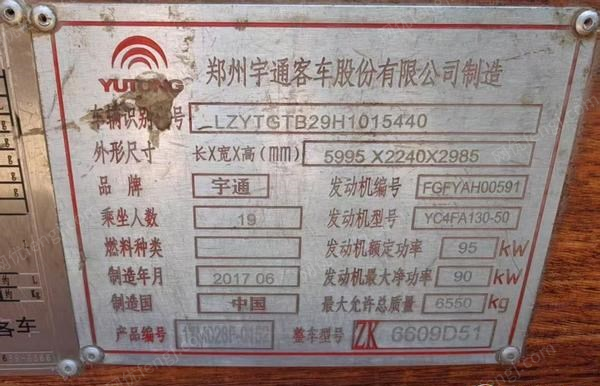 YUTONG 郑州宇通客车股份有限公司制造
车辆识别 号 LZYTGTB29H1015440
外形尺寸 长X宽X高(mm) 5995 X2240X2985
品牌 宇通 发动机编号 FGFYAH00591
乘坐人数 19 发动机型号 YC4FA130-50
燃料种类 发动机额定功率 95 kW
制造年月 2017 06 发动机最大净功率 90 kW
制造国 中国 最大允许总质量 6550 kg
产品编号 整车型号 ZK 6609D51
客车